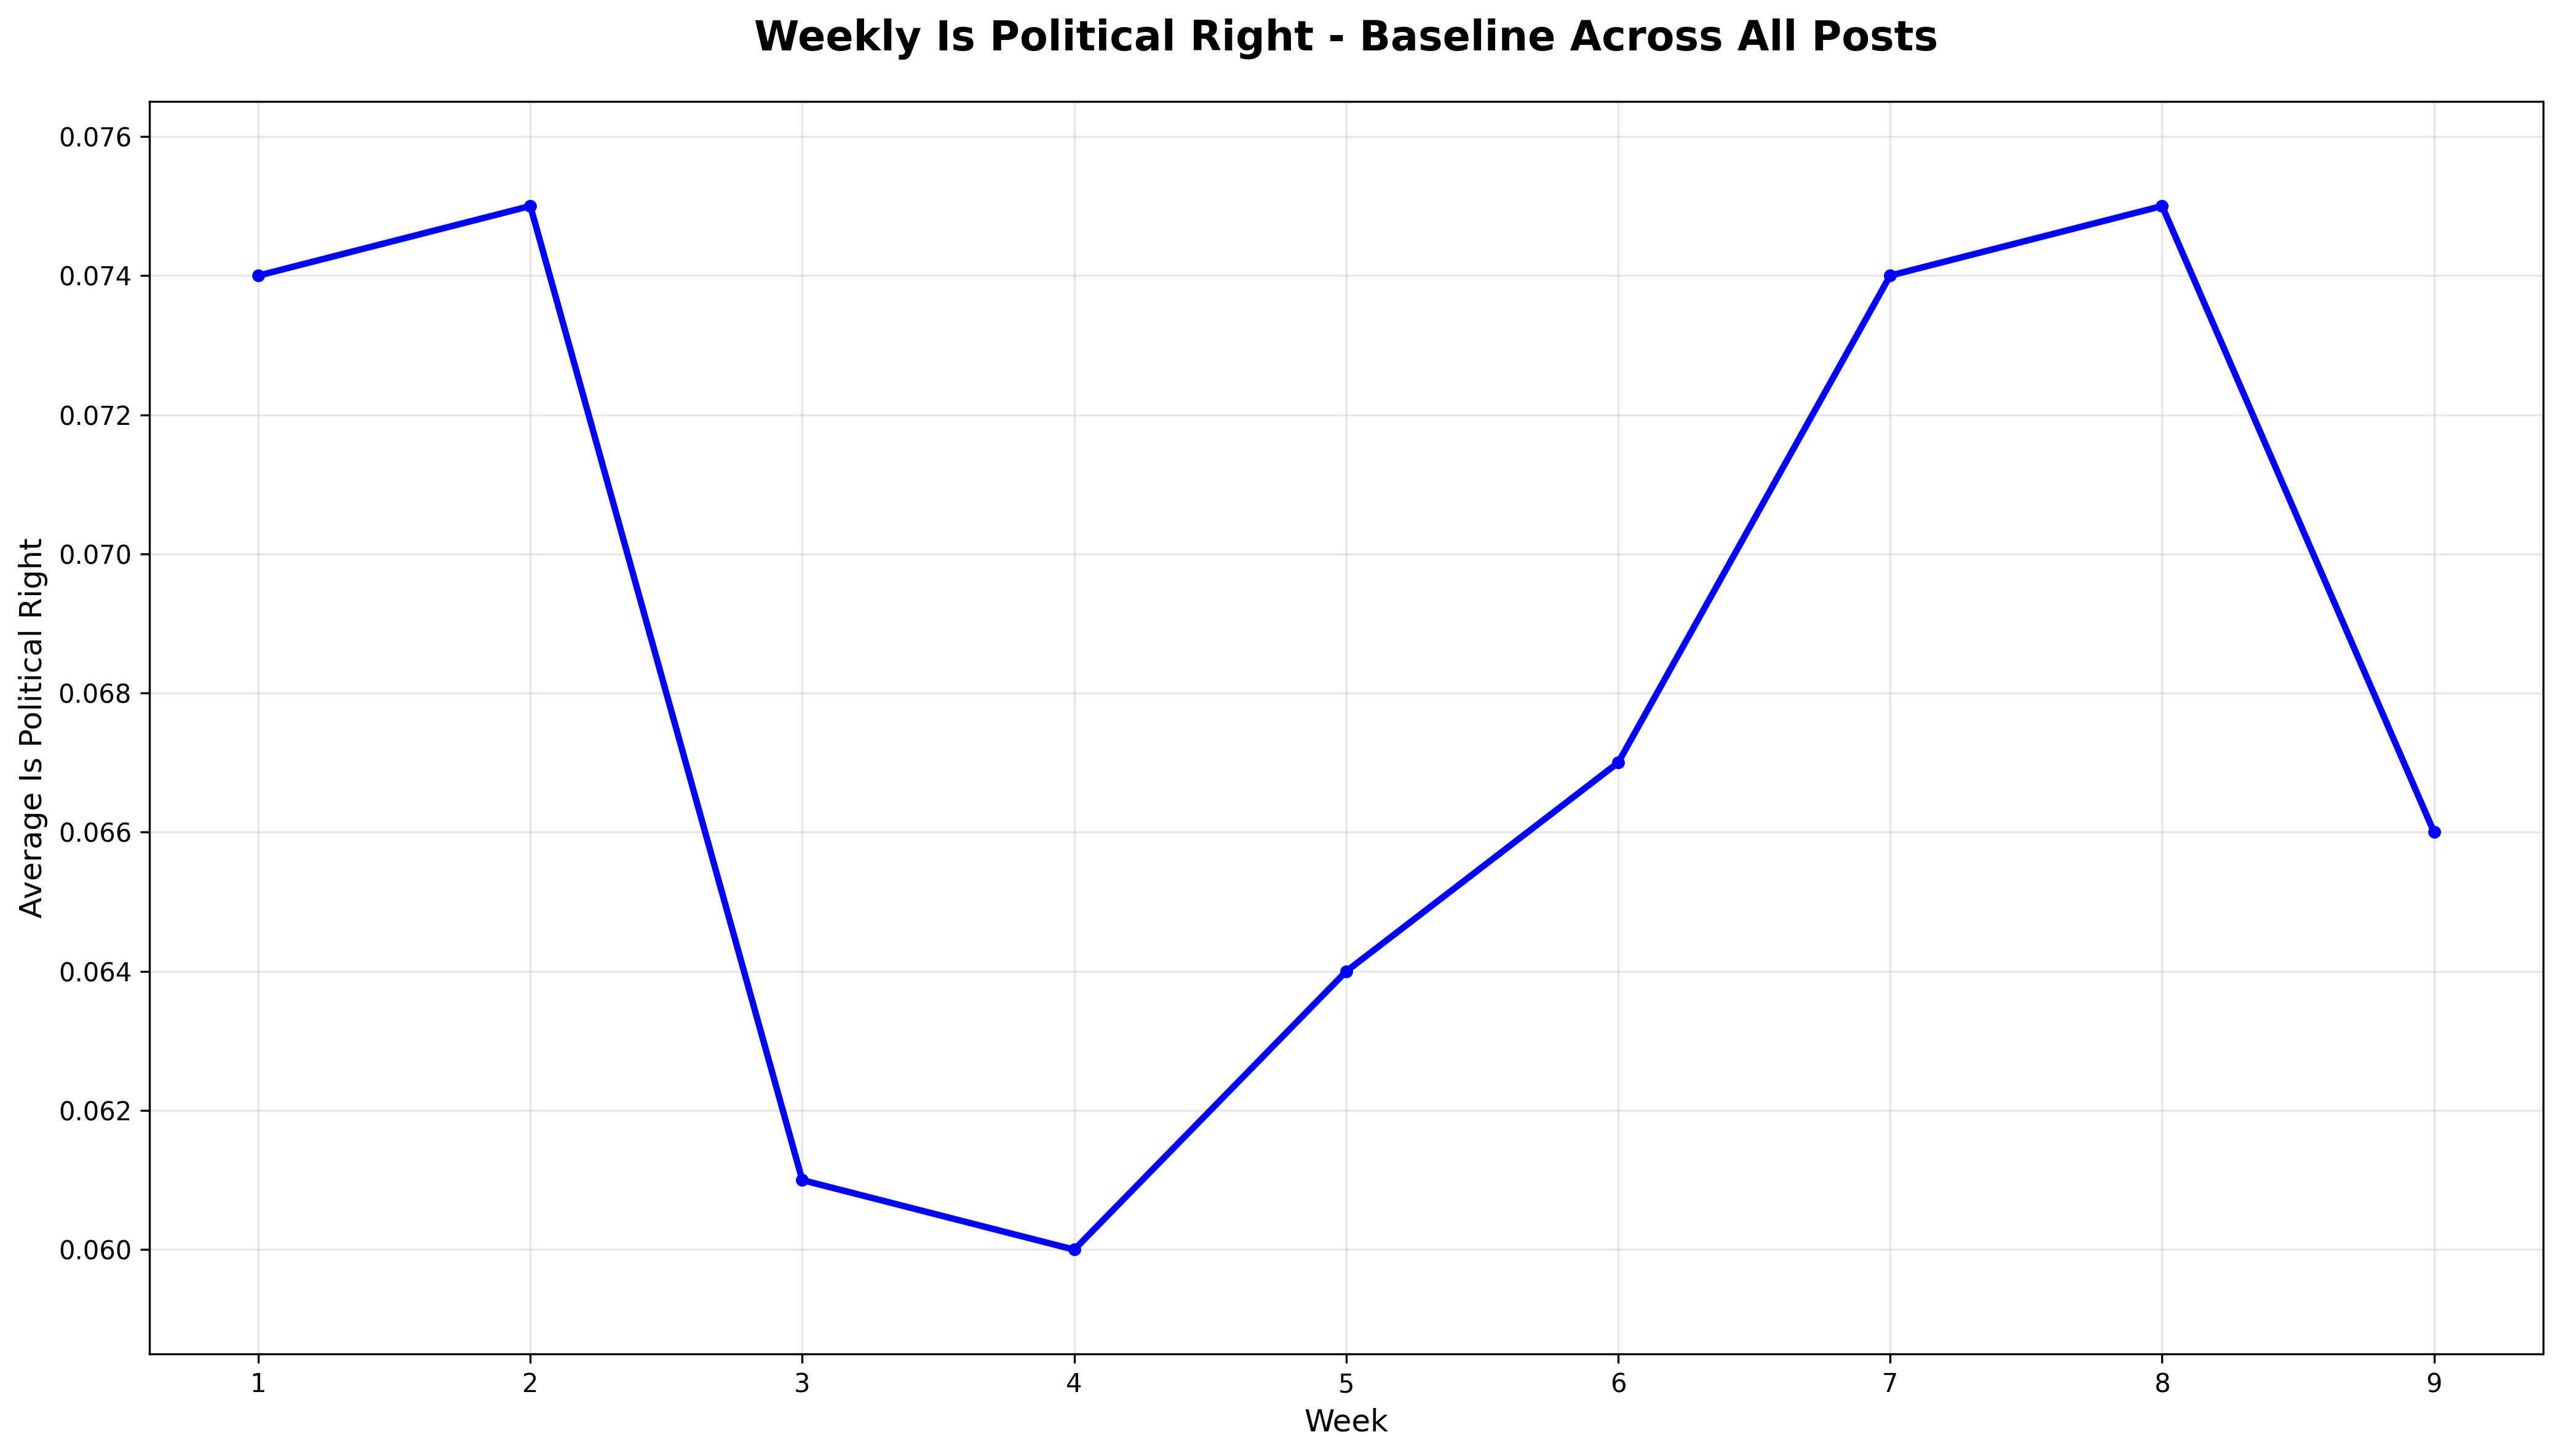 Weekly Is Political Right - Baseline Across All Posts
Average Is Political Right
0.076
0.074
0.072
0.070
0.068
0.066
0.064
0.062
0.060
1 2 3 4 5 6 7 8 9
Week